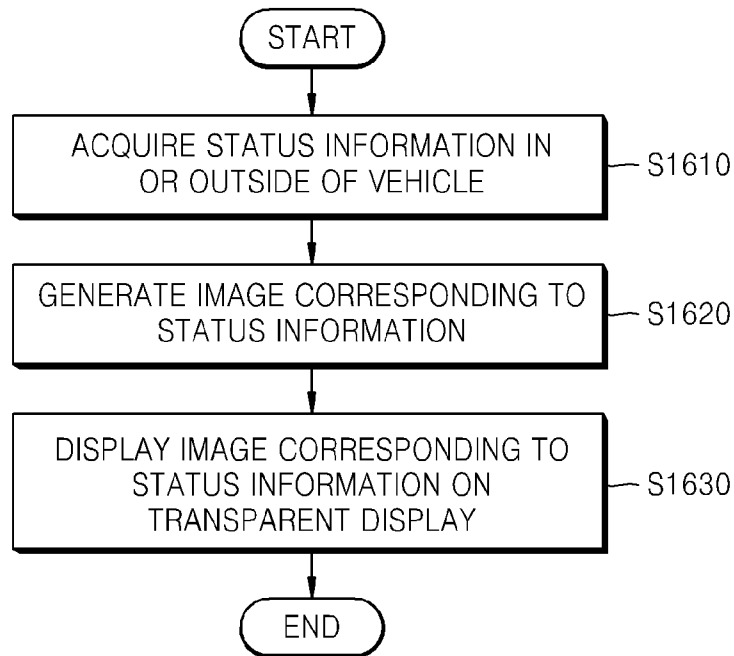 START
ACQUIRE STATUS INFORMATION IN
OR OUTSIDE OF VEHICLE
S1610
GENERATE IMAGE CORRESPONDING TO
STATUS INFORMATION
S1620
DISPLAY IMAGE CORRESPONDING TO
STATUS INFORMATION ON
TRANSPARENT DISPLAY
S1630
END